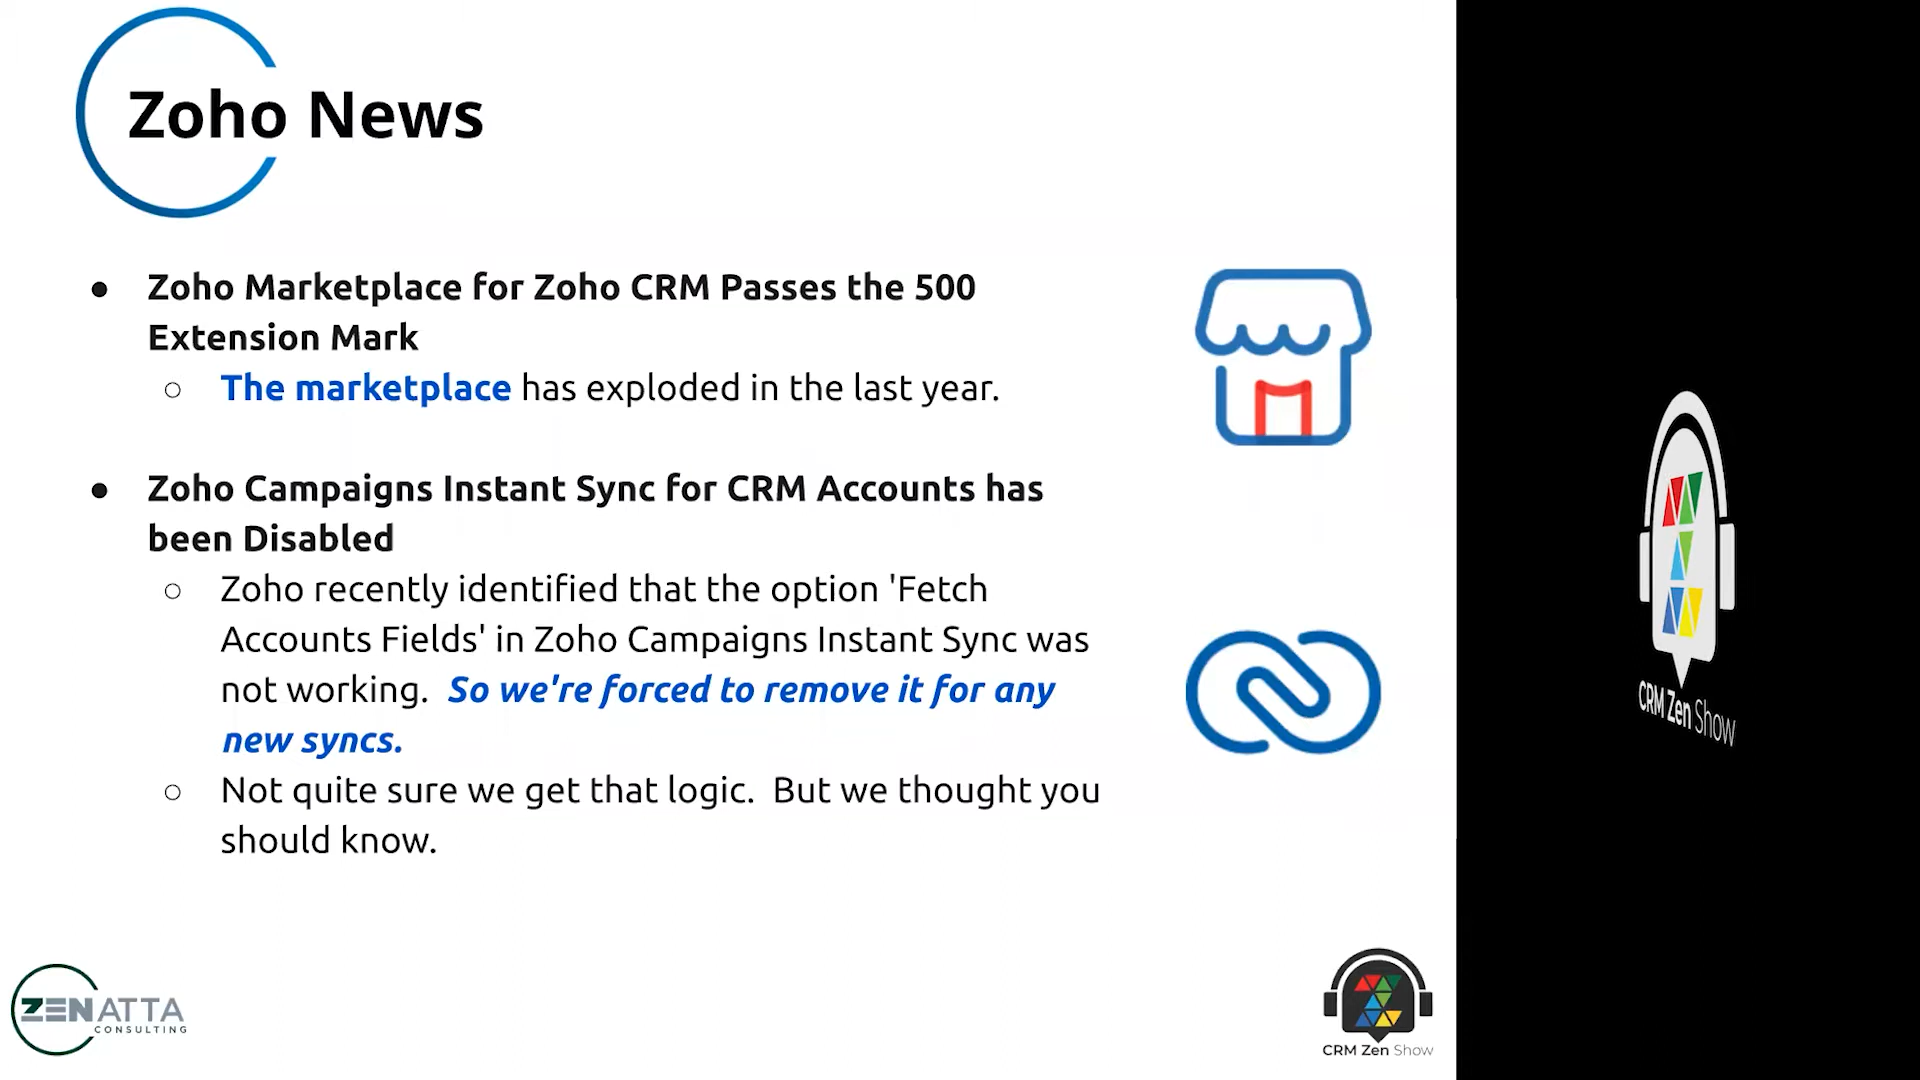 Zoho News
● Zoho Marketplace for Zoho CRM Passes the 500
Extension Mark
○ The marketplace has exploded in the last year.
● Zoho Campaigns Instant Sync for CRM Accounts has
been Disabled
○ Zoho recently identified that the option 'Fetch
Accounts Fields' in Zoho Campaigns Instant Sync was
not working.  So we're forced to remove it for any
new syncs.
○ Not quite sure we get that logic.  But we thought you
should know.
ZENATTA
CONSULTING
CRM Zen Show
CRM Zen Show